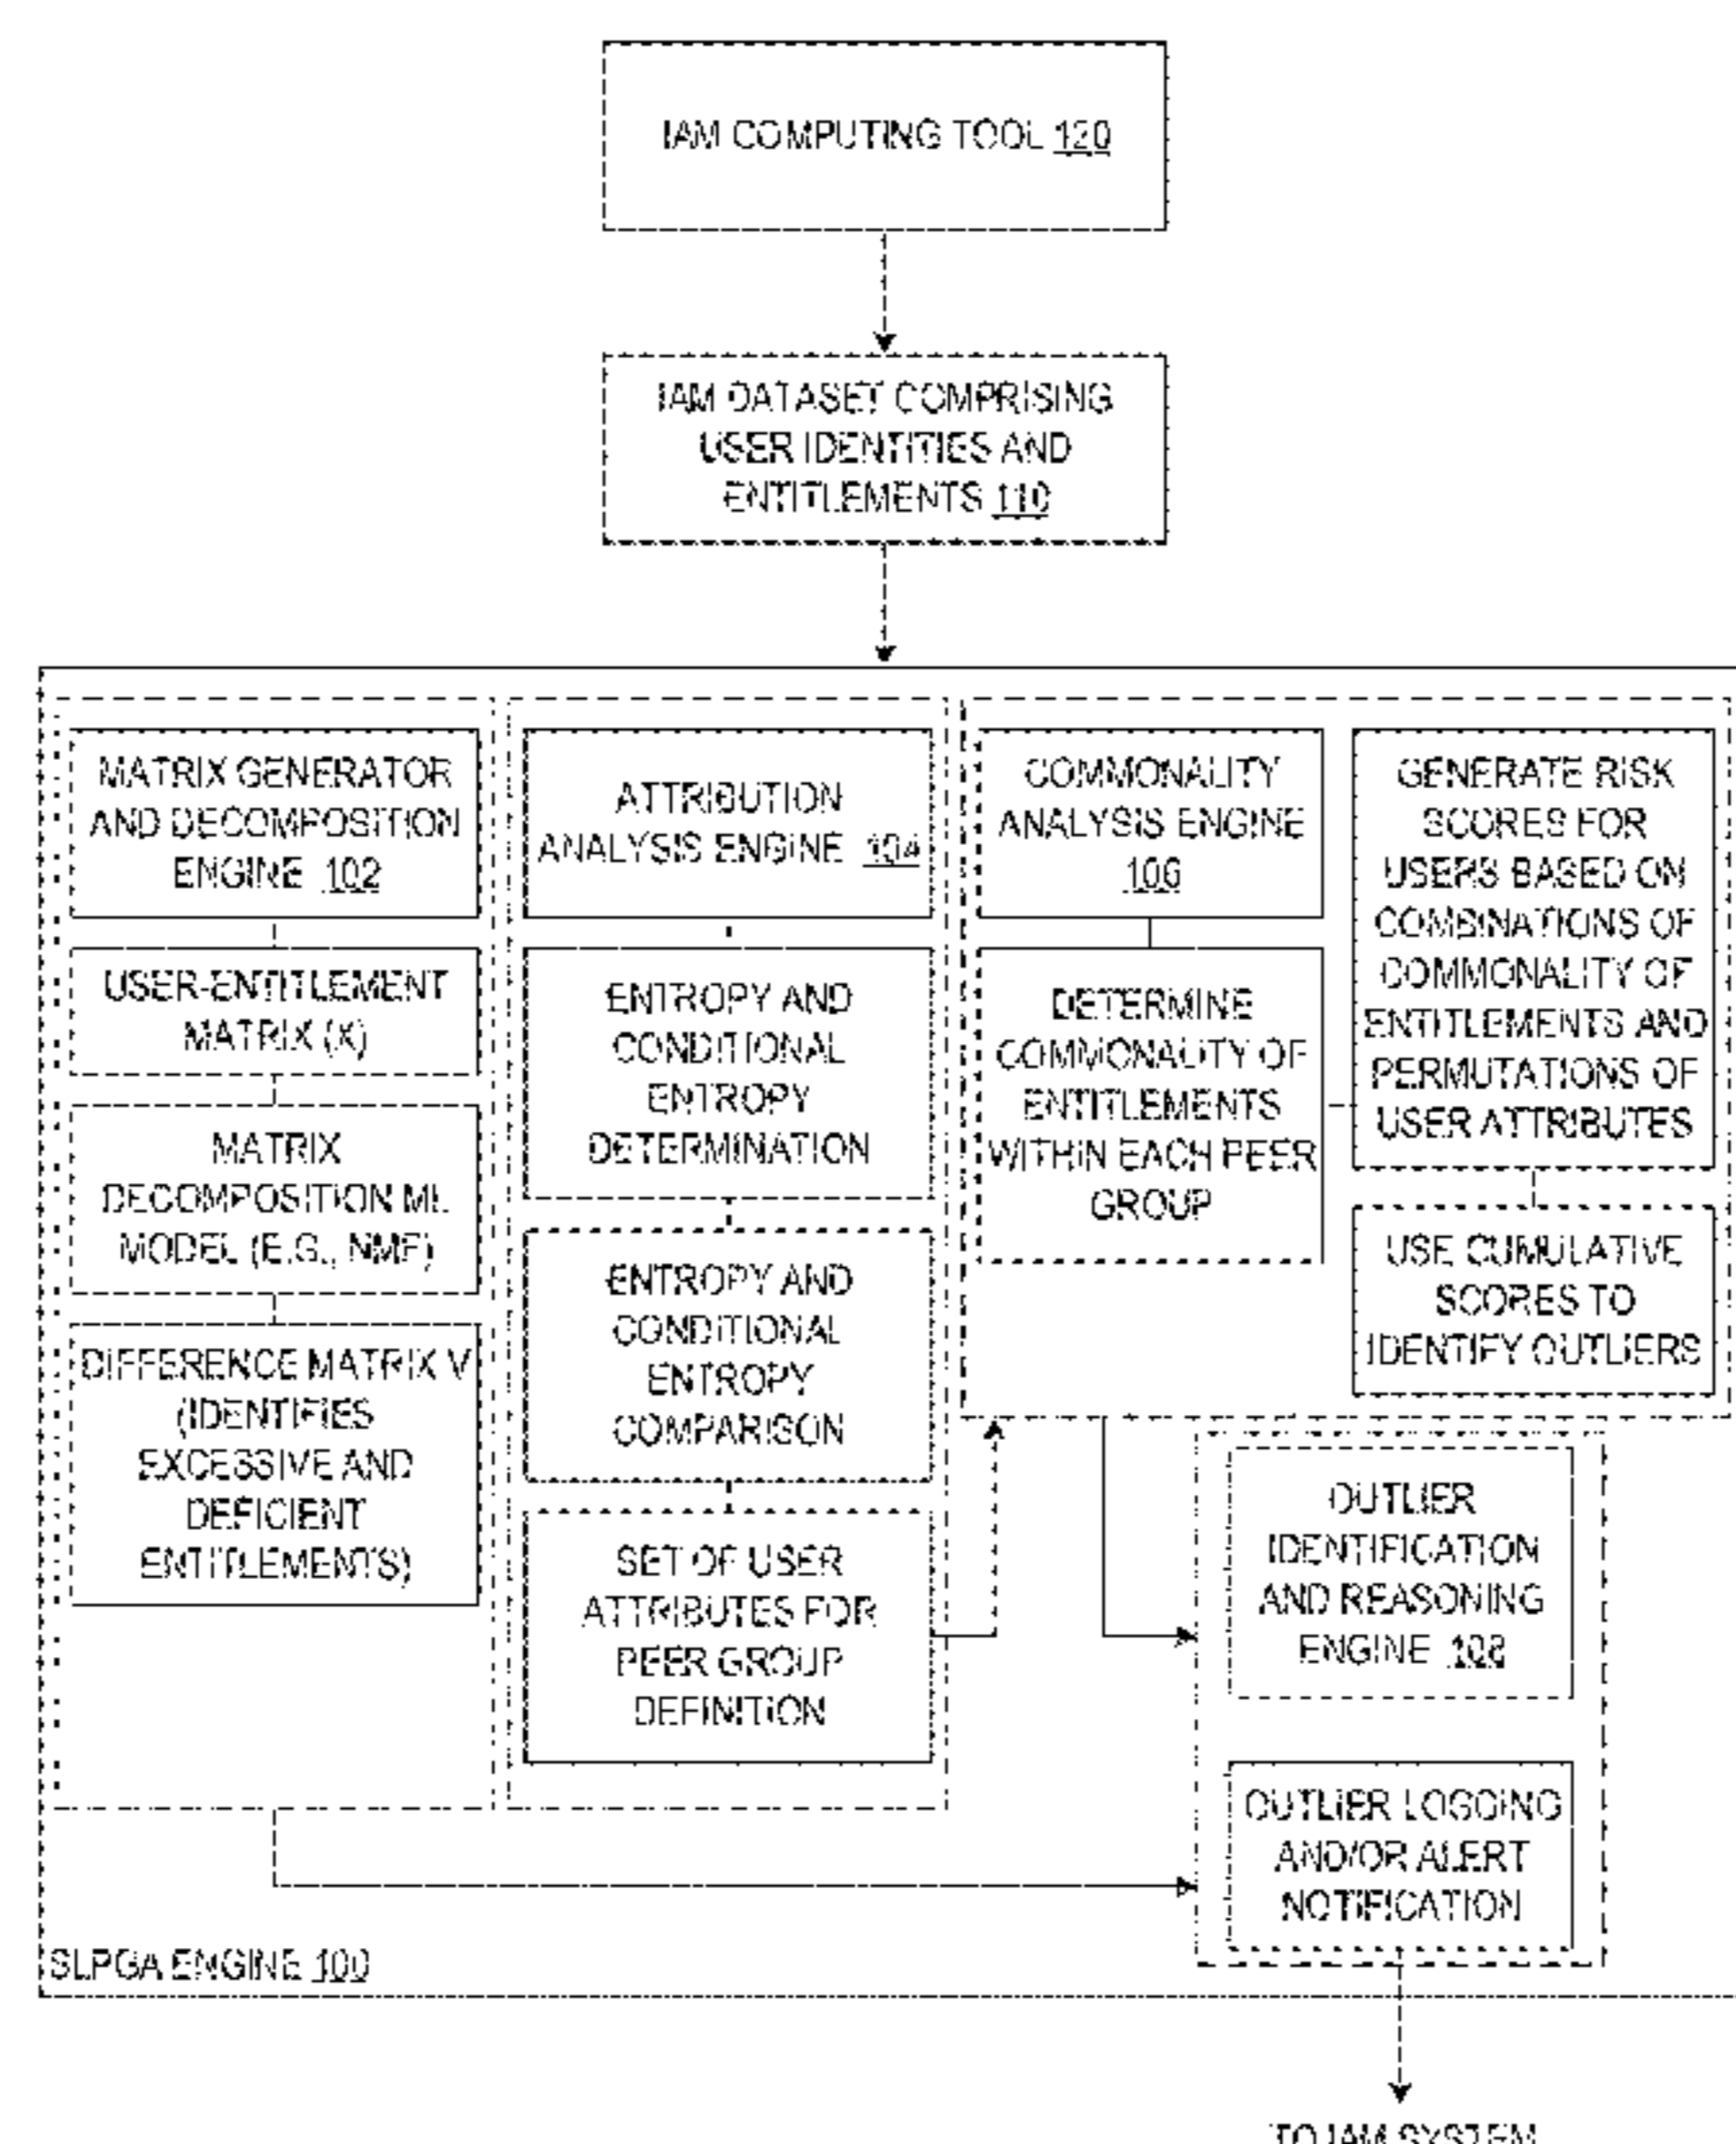 IAM COMPUTING TOOL 120
IAM DATASET COMPRISING
USER IDENTITIES AND
ENTITLEMENTS 110
MATRIX GENERATOR
AND DECOMPOSITION
ENGINE 102
USER-ENTITLEMENT
MATRIX (X)
MATRIX
DECOMPOSITION ML
MODEL (E.G., NMF)
DIFFERENCE MATRIX V
(IDENTIFIES
EXCESSIVE AND
DEFICIENT
ENTITLEMENTS)
ATTRIBUTION
ANALYSIS ENGINE 104
ENTROPY AND
CONDITIONAL
ENTROPY
DETERMINATION
ENTROPY AND
CONDITIONAL
ENTROPY
COMPARISON
SET OF USER
ATTRIBUTES FOR
PEER GROUP
DEFINITION
COMMONALITY
ANALYSIS ENGINE
106
DETERMINE
COMMONALITY OF
ENTITLEMENTS
WITHIN EACH PEER
GROUP
GENERATE RISK
SCORES FOR
USERS BASED ON
COMBINATIONS OF
COMMONALITY OF
ENTITLEMENTS AND
PERMUTATIONS OF
USER ATTRIBUTES
USE CUMULATIVE
SCORES TO
IDENTIFY OUTLIERS
OUTLIER
IDENTIFICATION
AND REASONING
ENGINE 108
OUTLIER LOGGING
AND/OR ALERT
NOTIFICATION
SLPGA ENGINE 100
TO IAM SYSTEM